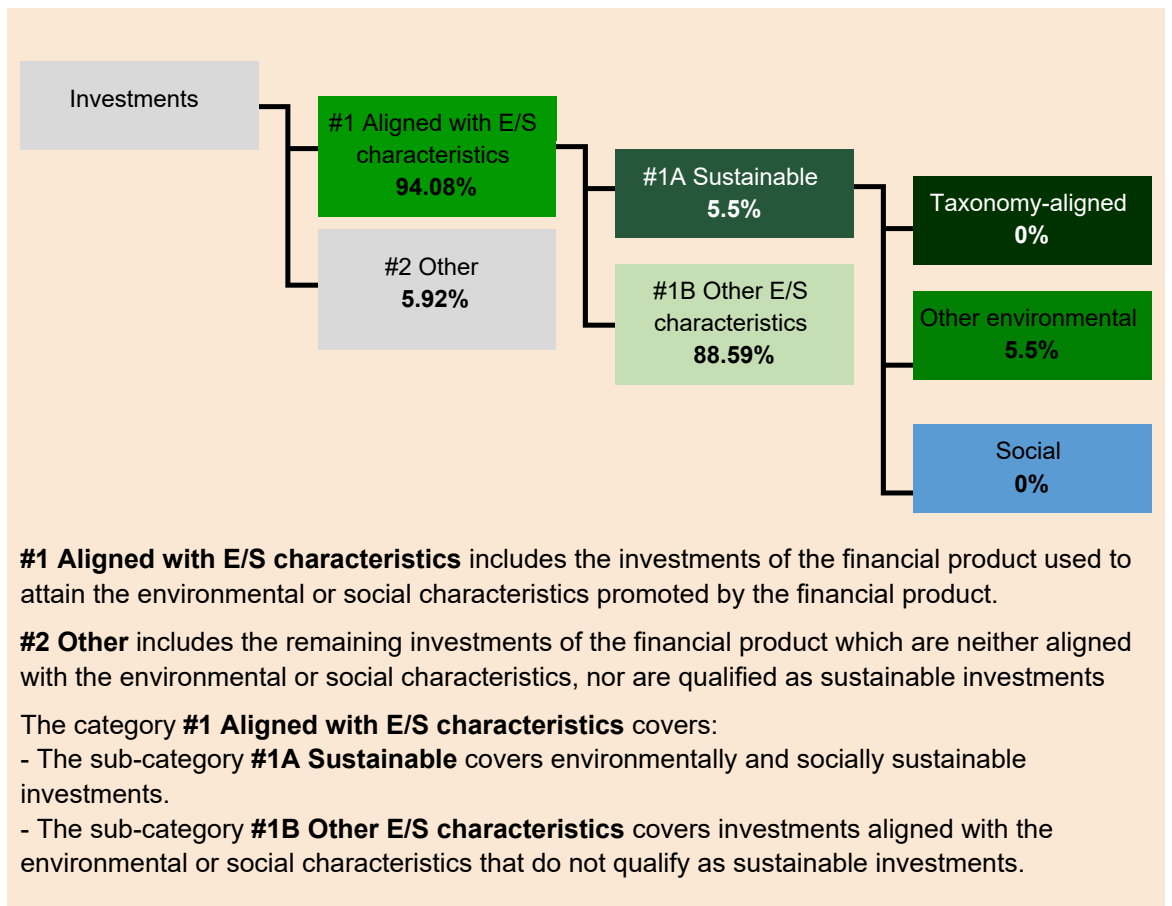 Investments
#1 Aligned with E/S
characteristics
94.08%
#2 Other
5.92%
#1A Sustainable
5.5%
#1B Other E/S
characteristics
88.59%
Taxonomy-aligned
0%
Other environmental
5.5%
Social
0%
#1 Aligned with E/S characteristics includes the investments of the financial product used to
attain the environmental or social characteristics promoted by the financial product.
#2 Other includes the remaining investments of the financial product which are neither aligned
with the environmental or social characteristics, nor are qualified as sustainable investments
The category #1 Aligned with E/S characteristics covers:
- The sub-category #1A Sustainable covers environmentally and socially sustainable
investments.
- The sub-category #1B Other E/S characteristics covers investments aligned with the
environmental or social characteristics that do not qualify as sustainable investments.